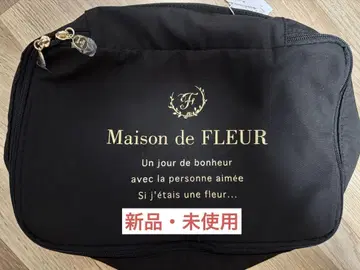 F
Maison de FLEUR
Un jour de bonheur
avec la personne aimée
Si j'étais une fleur...
新品・未使用